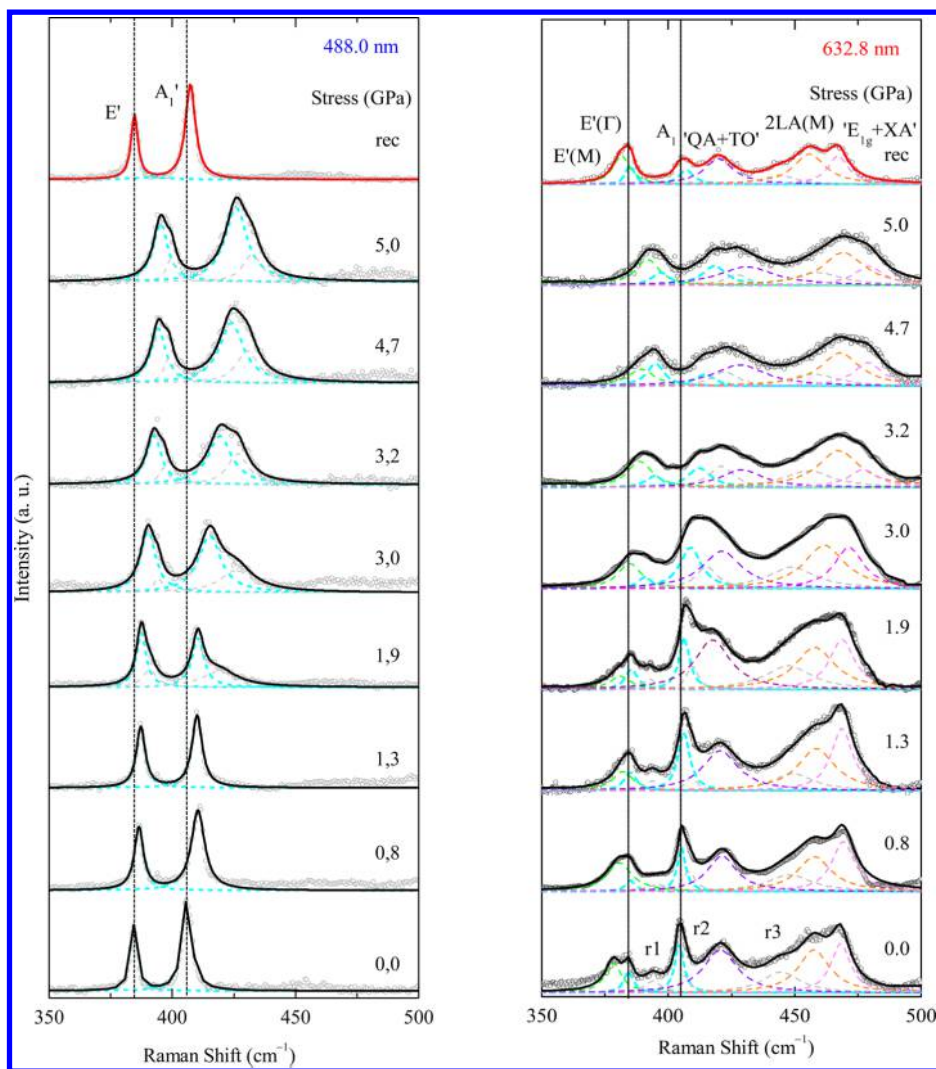 488.0 nm
E' A₁' Stress (GPa)
rec
5,0
4,7
3,2
3,0
1,9
1,3
0,8
0,0
350 400 450 500
Raman Shift (cm⁻¹)
Intensity (a. u.)
632.8 nm
Stress (GPa)
E'(Γ) A₁ 'QA+TO' 2LA(M) 'E₁g+XA'
E'(M) rec
5.0
4.7
3.2
3.0
1.9
1.3
0.8
r1 r2 r3 0.0
350 400 450 500
Raman Shift (cm⁻¹)